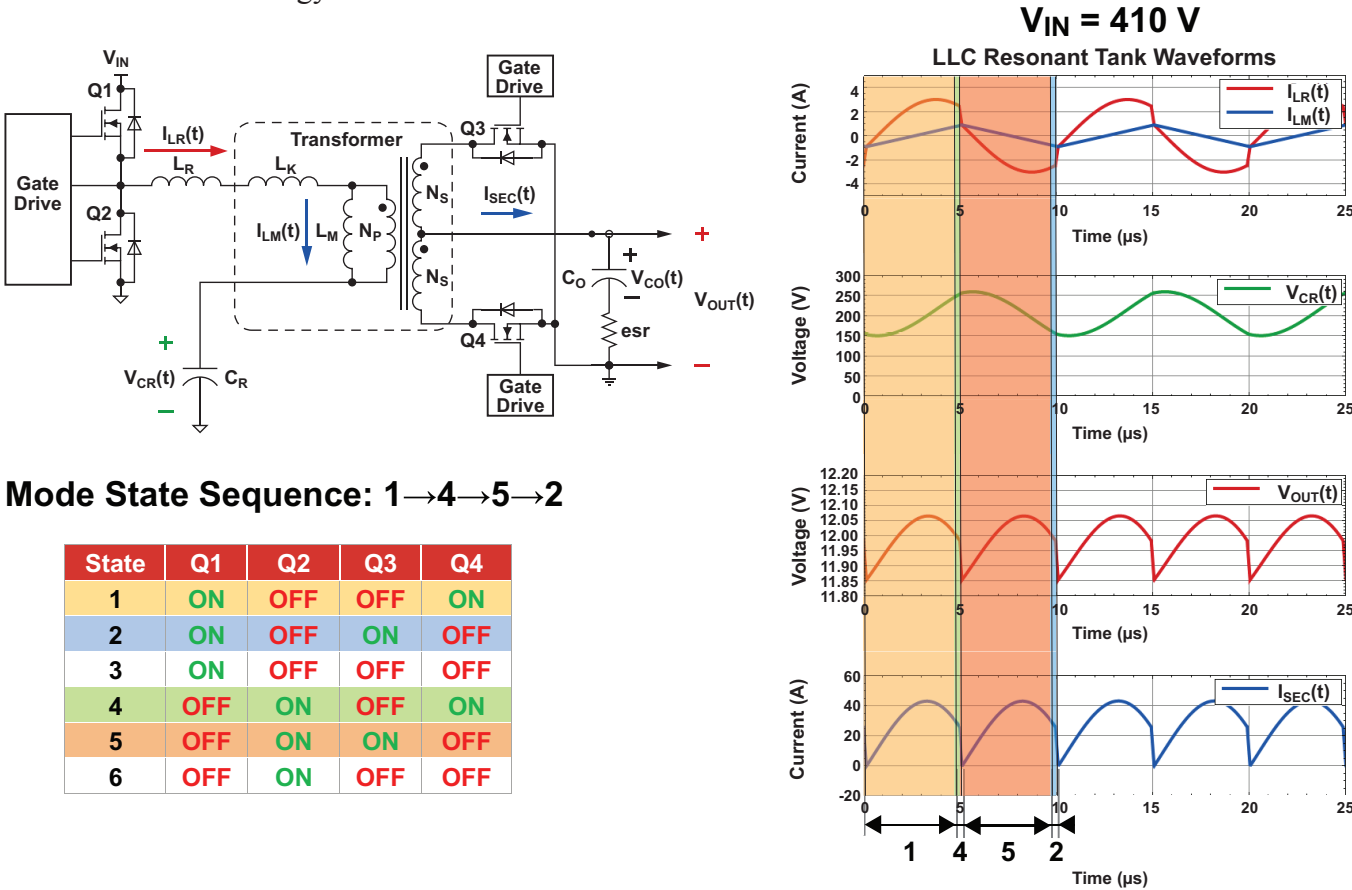 V_IN = 410 V
V_IN
Q1
Gate
Drive
Q2
I_LR(t)
L_R
Transformer
L_K
I_LM(t)
L_M
N_P
N_S
N_S
Gate
Drive
Q3
I_SEC(t)
+
C_O
+
V_CO(t)
−
V_OUT(t)
esr
−
Q4
Gate
Drive
+
V_CR(t)
C_R
−
Mode State Sequence: 1→4→5→2
State Q1 Q2 Q3 Q4
1 ON OFF OFF ON
2 ON OFF ON OFF
3 ON OFF OFF OFF
4 OFF ON OFF ON
5 OFF ON ON OFF
6 OFF ON OFF OFF
LLC Resonant Tank Waveforms
Current (A)
4
2
0
-2
-4
I_LR(t)
I_LM(t)
0 5 10 15 20 25
Time (µs)
Voltage (V)
300
250
200
150
100
50
0
V_CR(t)
0 5 10 15 20 25
Time (µs)
Voltage (V)
12.20
12.15
12.10
12.05
12.00
11.95
11.90
11.85
11.80
V_OUT(t)
0 5 10 15 20 25
Time (µs)
Current (A)
60
40
20
0
-20
I_SEC(t)
0 5 10 15 20 25
1 4 5 2
Time (µs)